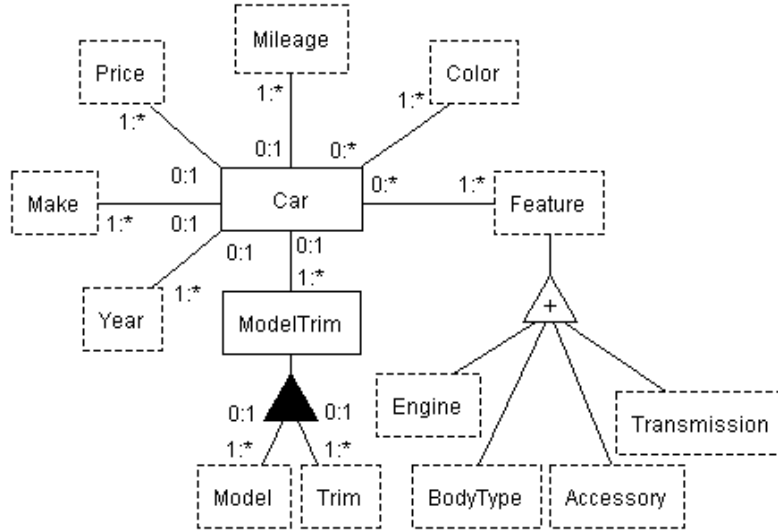 Mileage
Price
Color
1:*
1:*
1:*
0:1
0:*
0:1
0:*
1:*
Make
Car
Feature
1:*
0:1
0:1
0:1
1:*
1:*
Year
ModelTrim
+
0:1
0:1
Engine
Transmission
1:*
1:*
Model
Trim
BodyType
Accessory